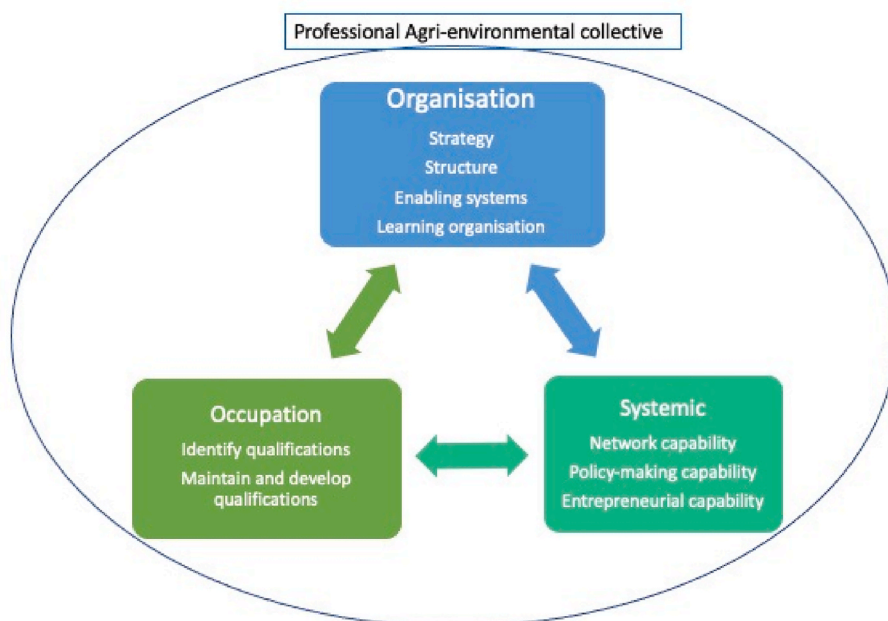 Professional Agri-environmental collective
Organisation
Strategy
Structure
Enabling systems
Learning organisation
Occupation
Identify qualifications
Maintain and develop
qualifications
Systemic
Network capability
Policy-making capability
Entrepreneurial capability